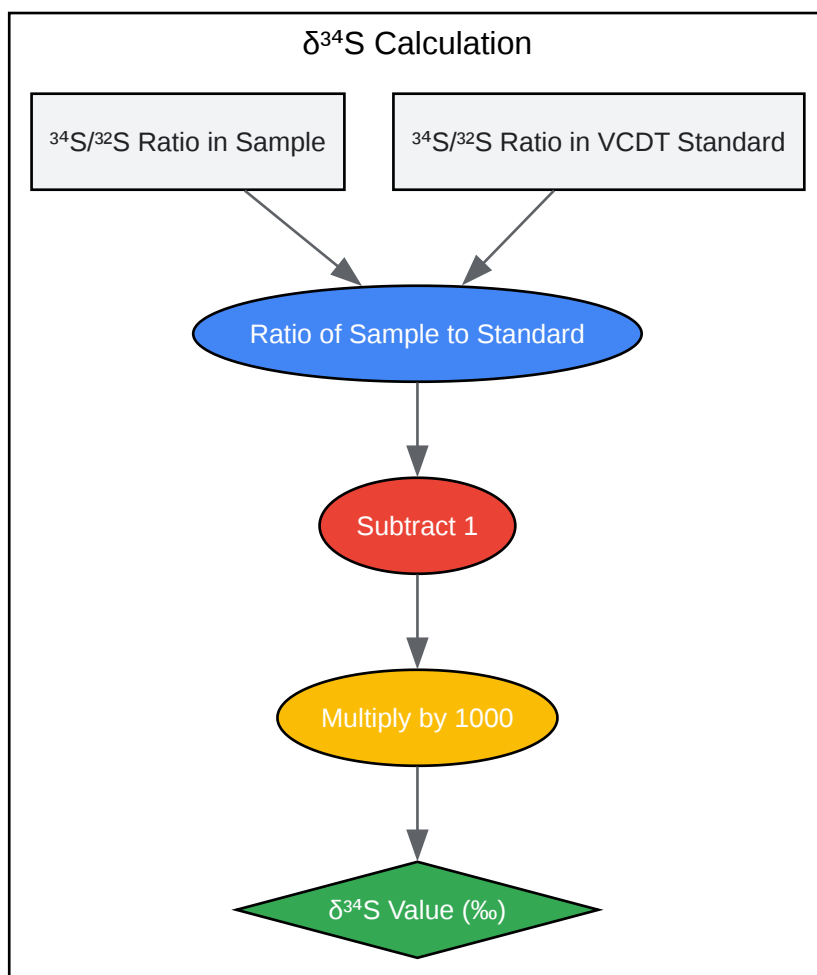 δ³⁴S Calculation
³⁴S/³²S Ratio in Sample
³⁴S/³²S Ratio in VCDT Standard
Ratio of Sample to Standard
Subtract 1
Multiply by 1000
δ³⁴S Value (‰)